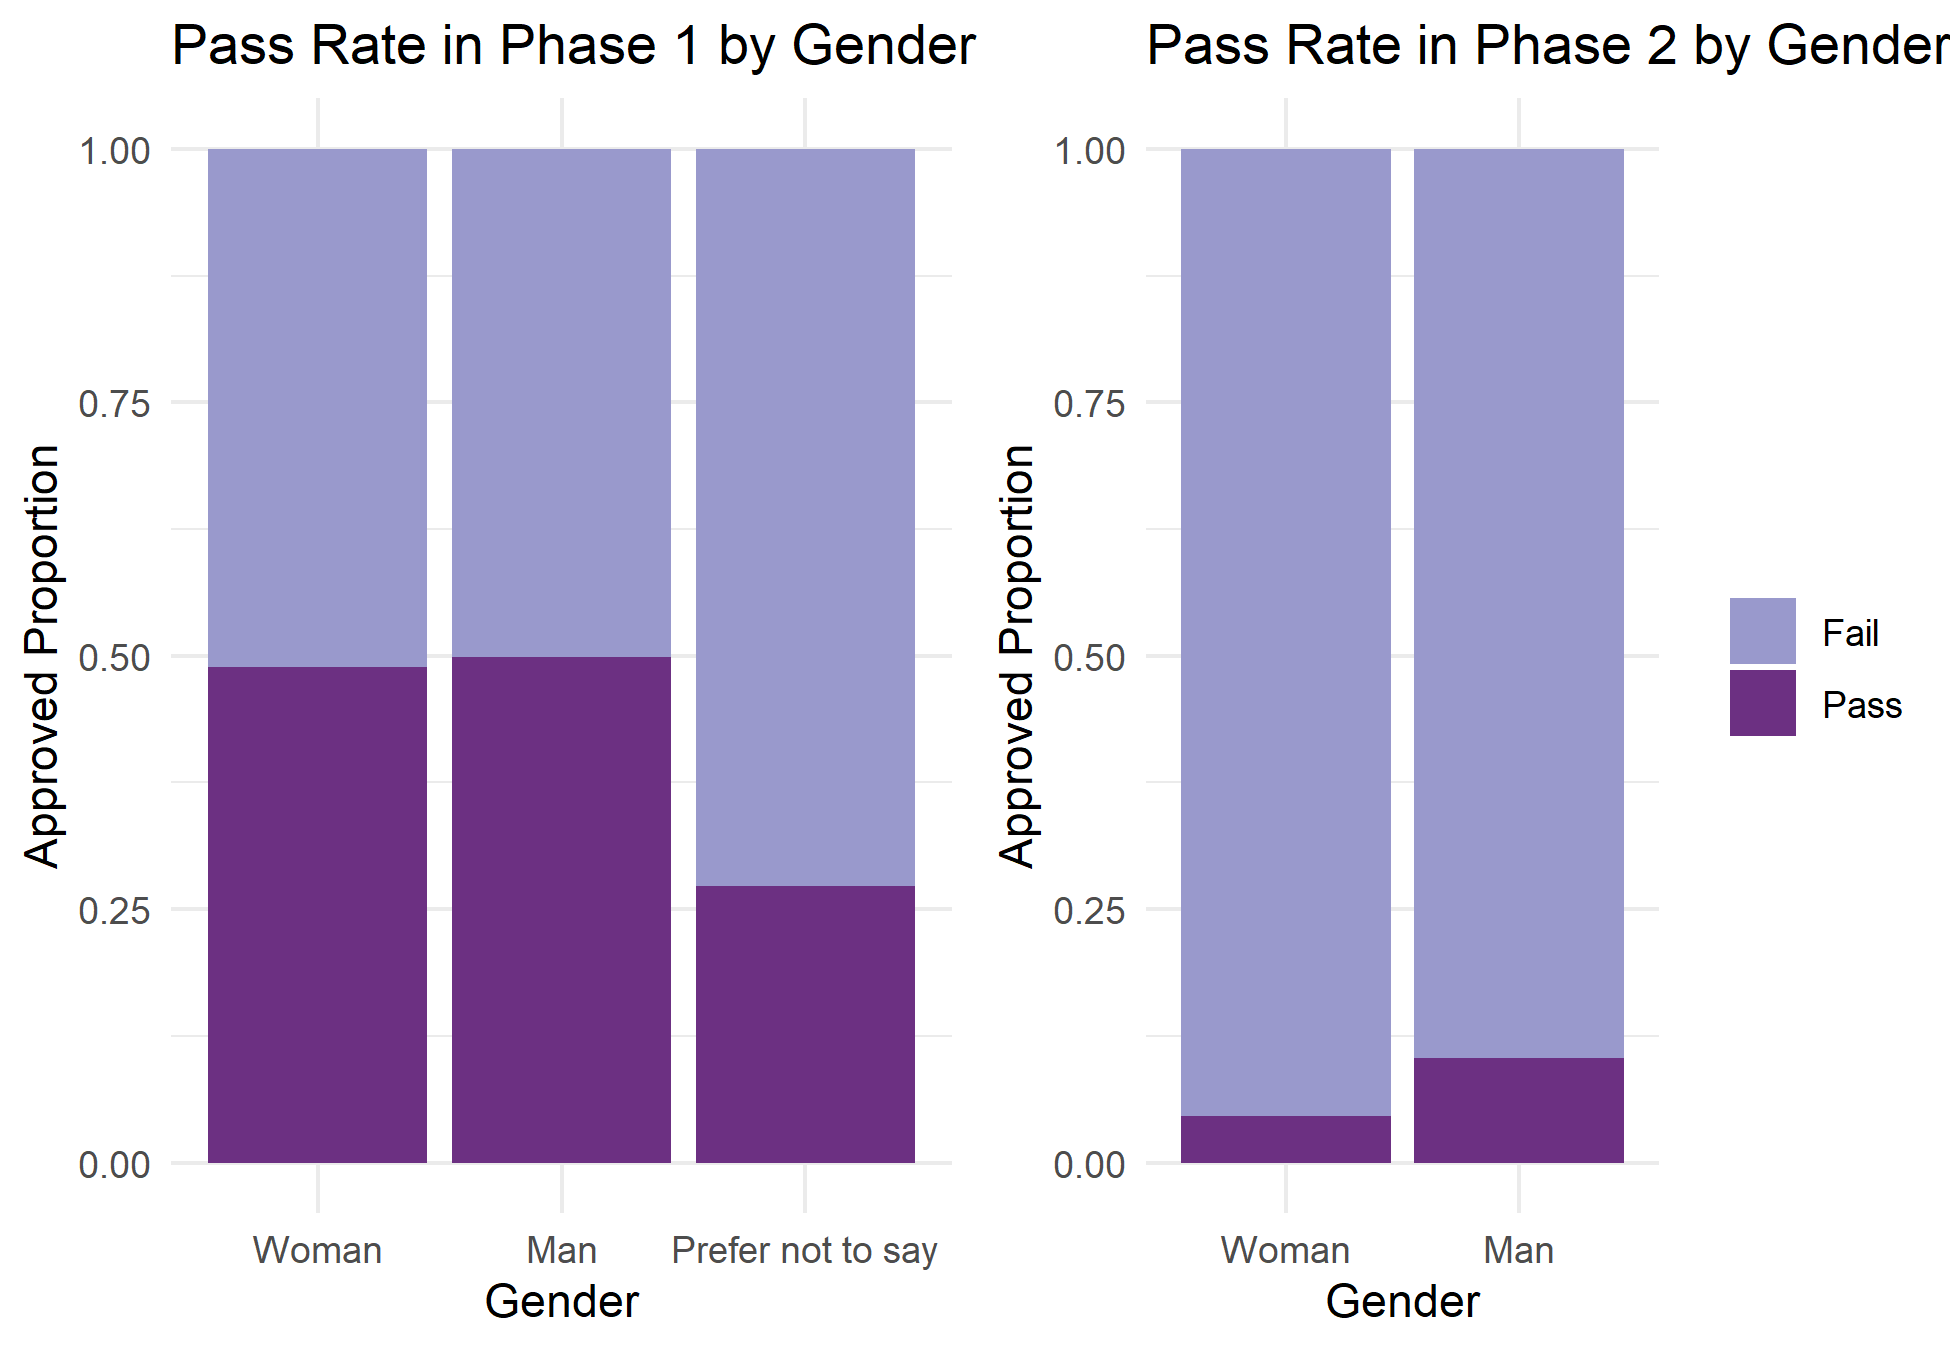 Pass Rate in Phase 1 by Gender
Approved Proportion
1.00
0.75
0.50
0.25
0.00
Woman
Man
Prefer not to say
Gender
Pass Rate in Phase 2 by Gender
Approved Proportion
1.00
0.75
0.50
0.25
0.00
Woman
Man
Gender
Fail
Pass